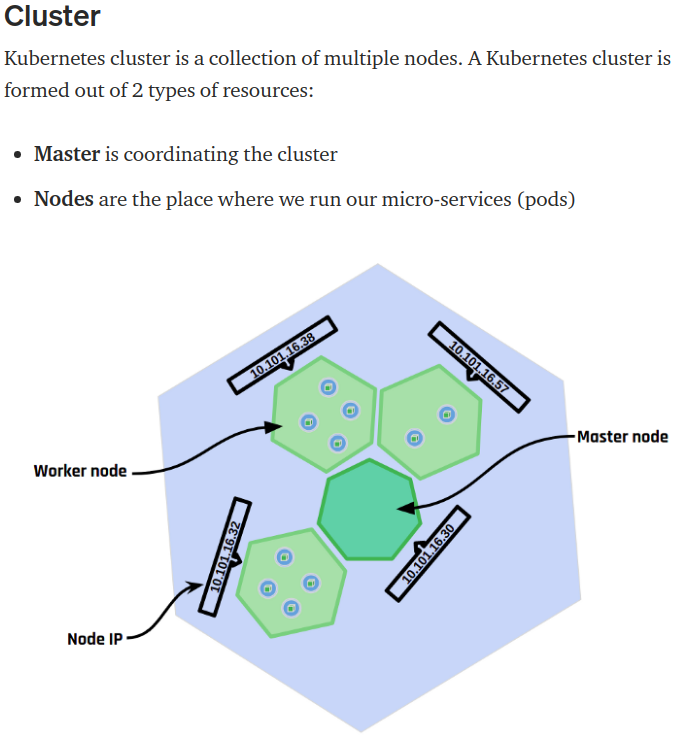 Cluster
Kubernetes cluster is a collection of multiple nodes. A Kubernetes cluster is
formed out of 2 types of resources:
Master is coordinating the cluster
Nodes are the place where we run our micro-services (pods)
10.101.16.38
10.101.16.57
Master node
Worker node
10.101.16.32
10.101.16.30
Node IP